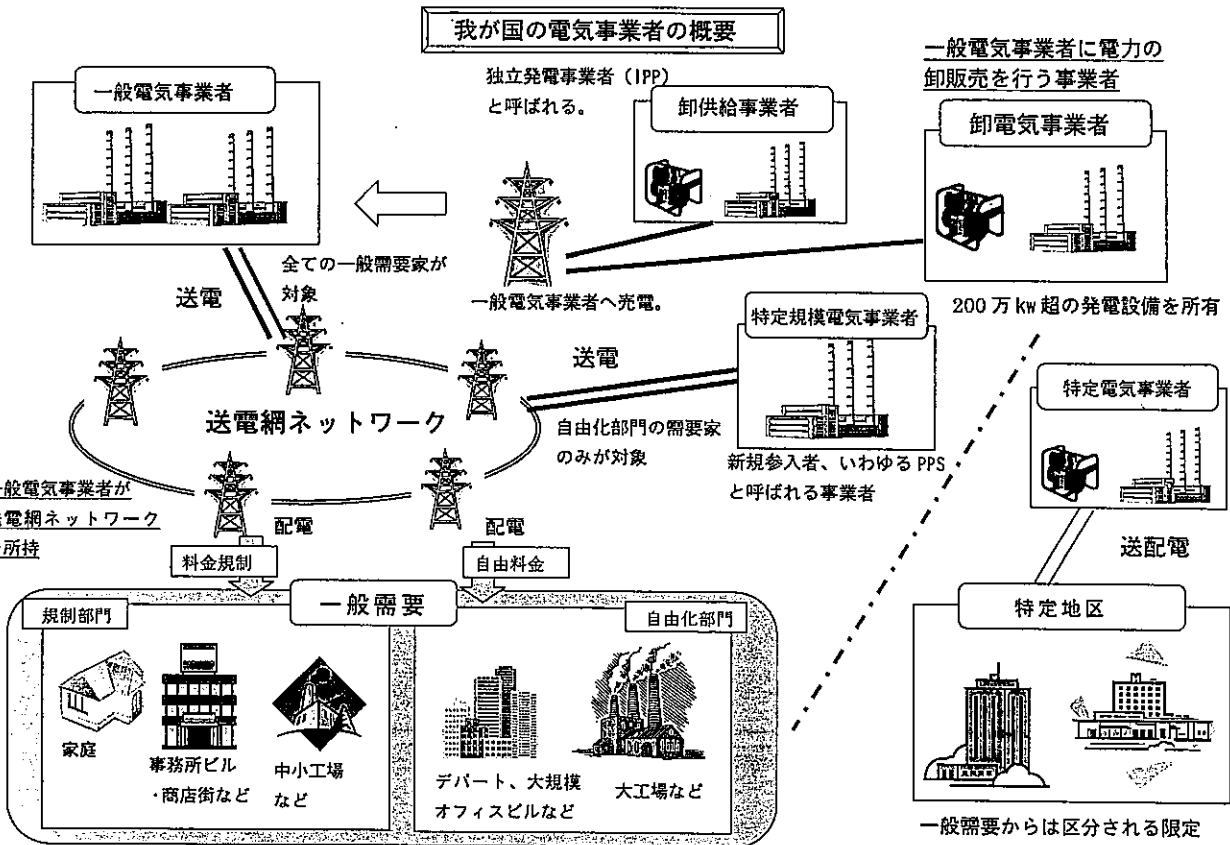 我が国の電気事業者の概要
一般電気事業者
独立発電事業者（IPP）
と呼ばれる。
卸供給事業者
一般電気事業者に電力の
卸販売を行う事業者
卸電気事業者
200万kw超の発電設備を所有
送電
全ての一般需要家が
対象
一般電気事業者へ売電。
送電
特定規模電気事業者
自由化部門の需要家
のみが対象
新規参入者、いわゆるPPS
と呼ばれる事業者
特定電気事業者
送配電
送電網ネットワーク
般電気事業者が
電網ネットワーク
所持
配電
配電
料金規制
自由料金
一般需要
規制部門
自由化部門
家庭
事務所ビル
・商店街など
中小工場
など
デパート、大規模
オフィスビルなど
大工場など
特定地区
一般需要からは区分される限定